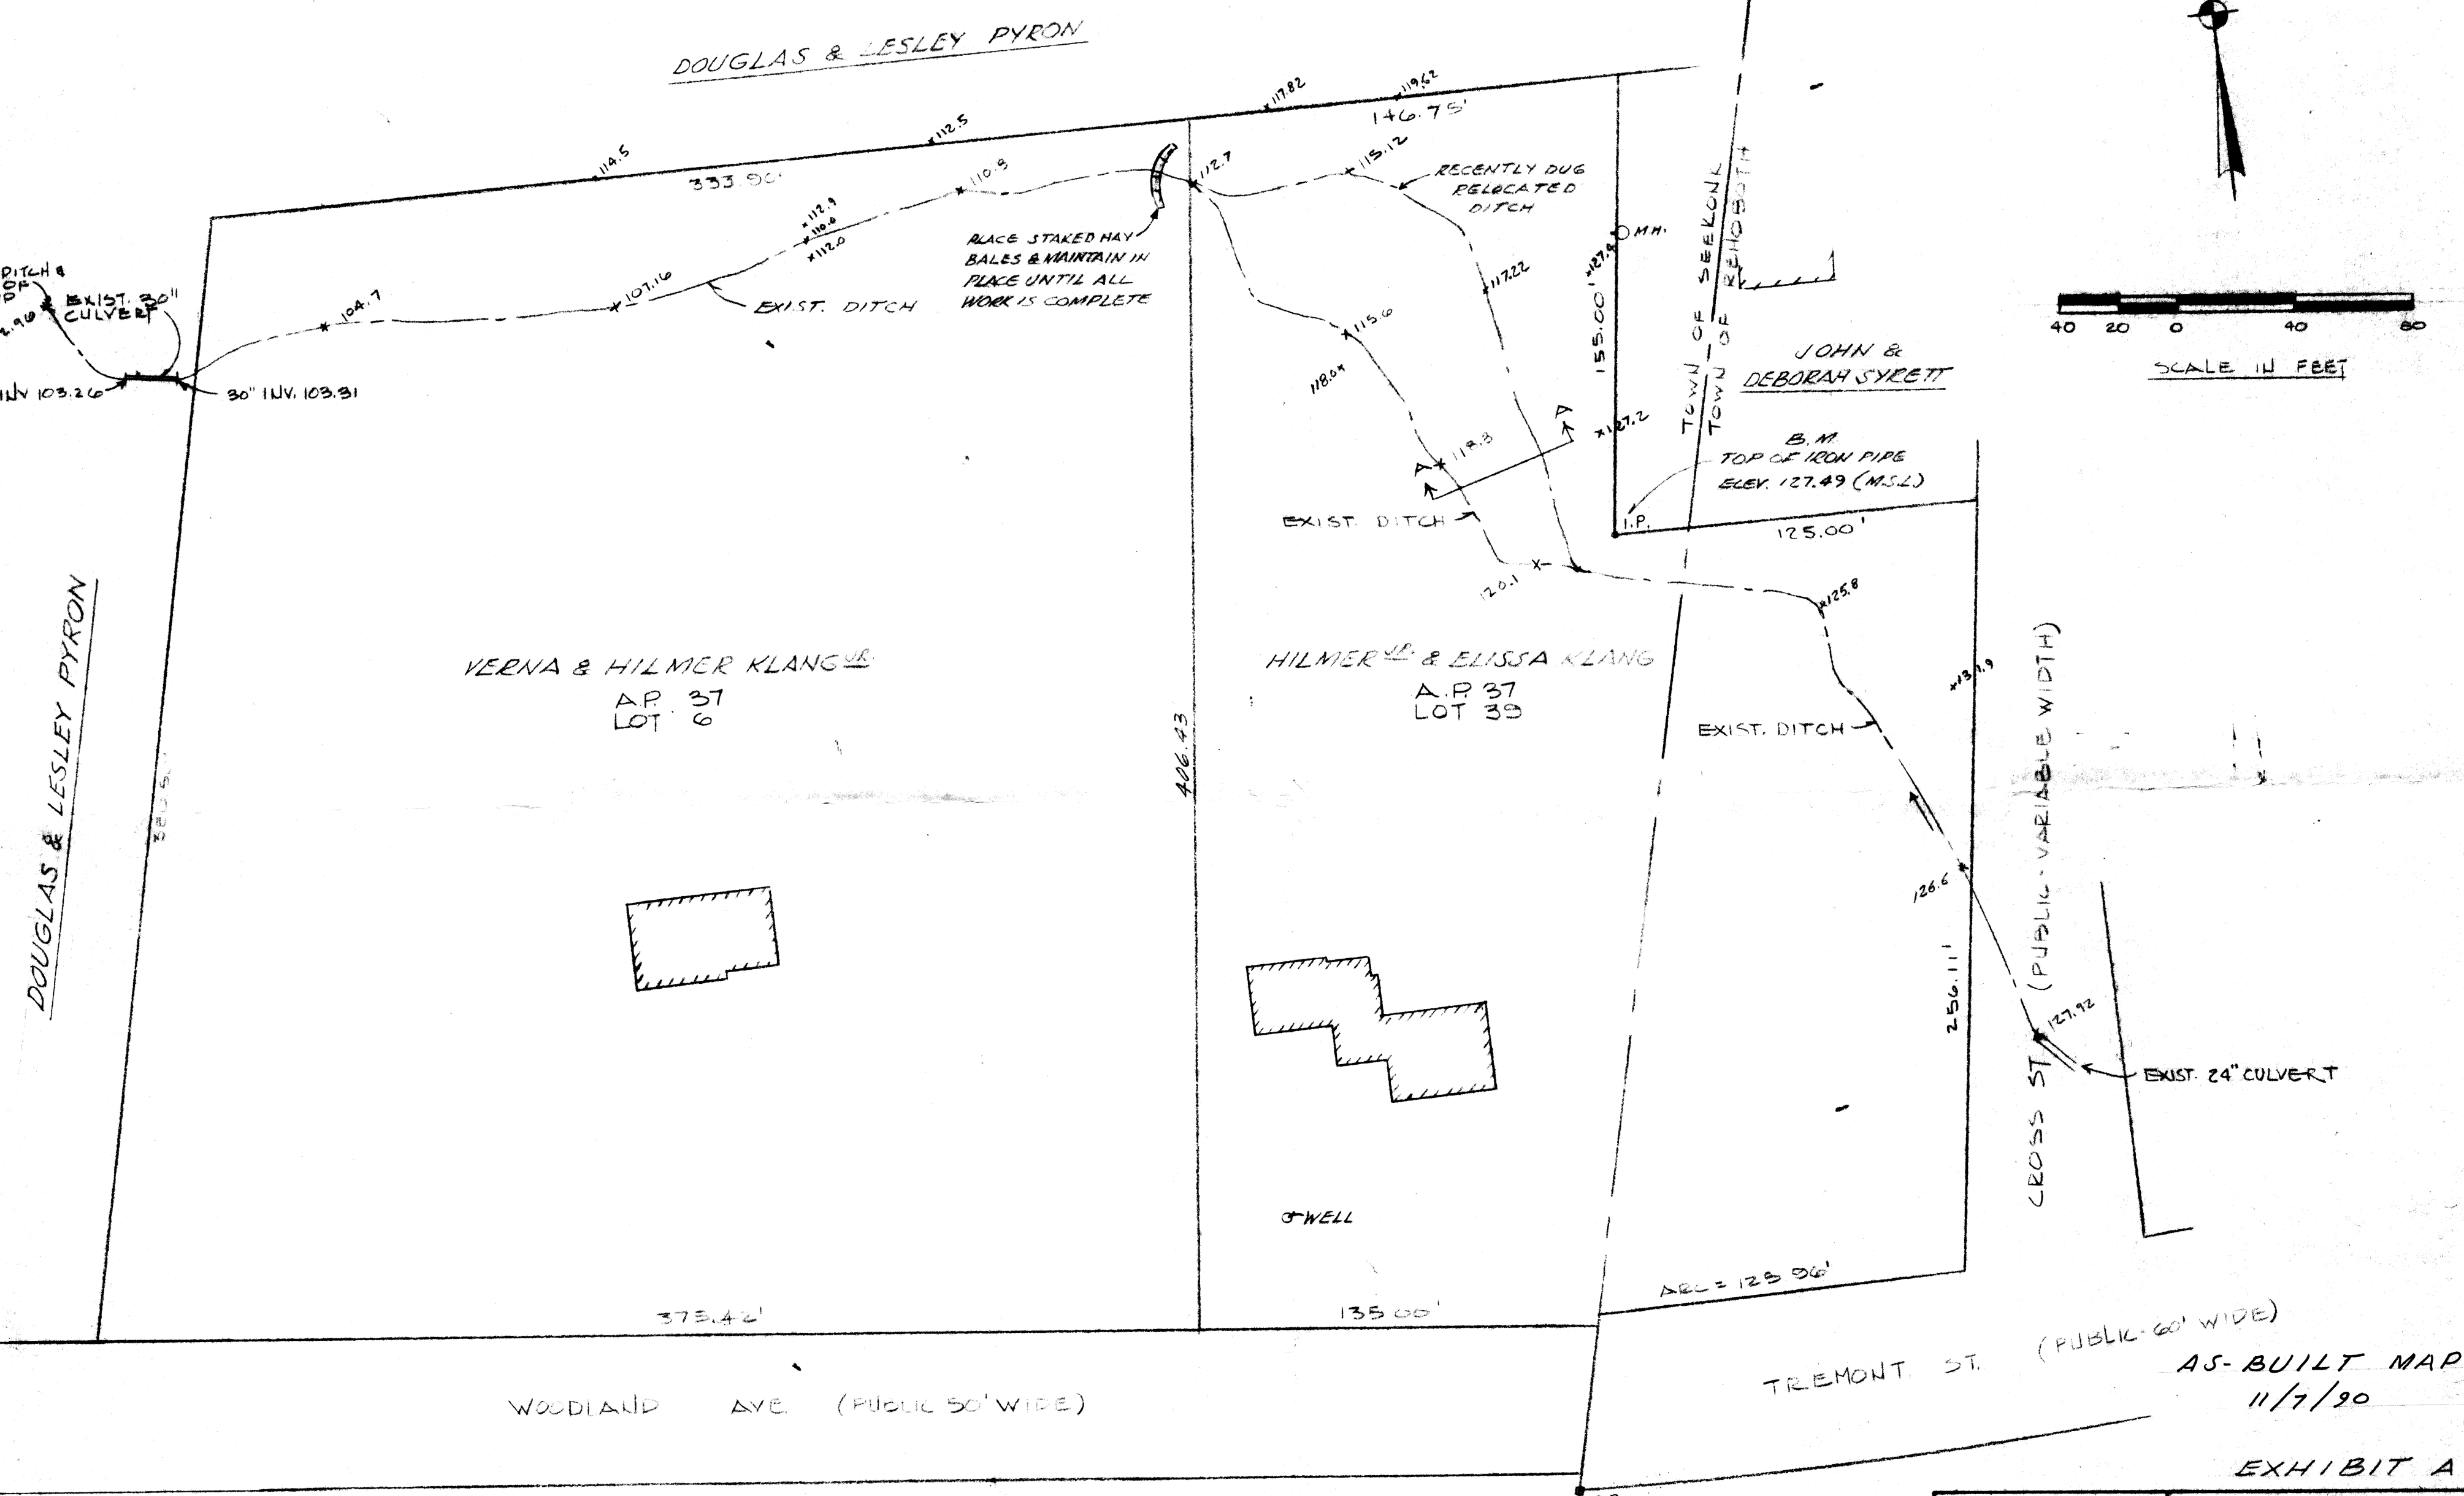 DOUGLAS & LESLEY PYRON
114.5
112.5
117.82
119.62
333.90'
146.75'
112.9
110.0
112.0
112.7
115.12
RECENTLY DUG
RELOCATED
DITCH
PLACE STAKED HAY
BALES & MAINTAIN IN
PLACE UNTIL ALL
WORK IS COMPLETE
117.22
M.H.
155.00'
TOWN OF SEEKONK
TOWN OF REHOBOTH
DITCH &
OF
EXIST. 30"
CULVERT
104.7
107.16
EXIST. DITCH
115.6
118.0
40 20 0 40 80
SCALE IN FEET
JOHN &
DEBORAH SYRETT
INV 103.26
30" INV. 103.31
A
A
127.2
118.3
B.M.
TOP OF IRON PIPE
ELEV. 127.49 (M.S.L)
I.P.
EXIST. DITCH
125.00'
120.1
125.8
DOUGLAS & LESLEY PYRON
VERNA & HILMER KLANG JR.
A.P. 37
LOT 6
HILMER JR. & ELISSA KLANG
A.P. 37
LOT 39
406.43
EXIST. DITCH
126.6
256.11'
CROSS ST. (PUBLIC - VARIABLE WIDTH)
127.92
EXIST. 24" CULVERT
WELL
375.42'
135.00'
WOODLAND AVE. (PUBLIC 50' WIDE)
TREMONT ST. (PUBLIC - 60' WIDE)
AS-BUILT MAP
11/7/90
EXHIBIT A